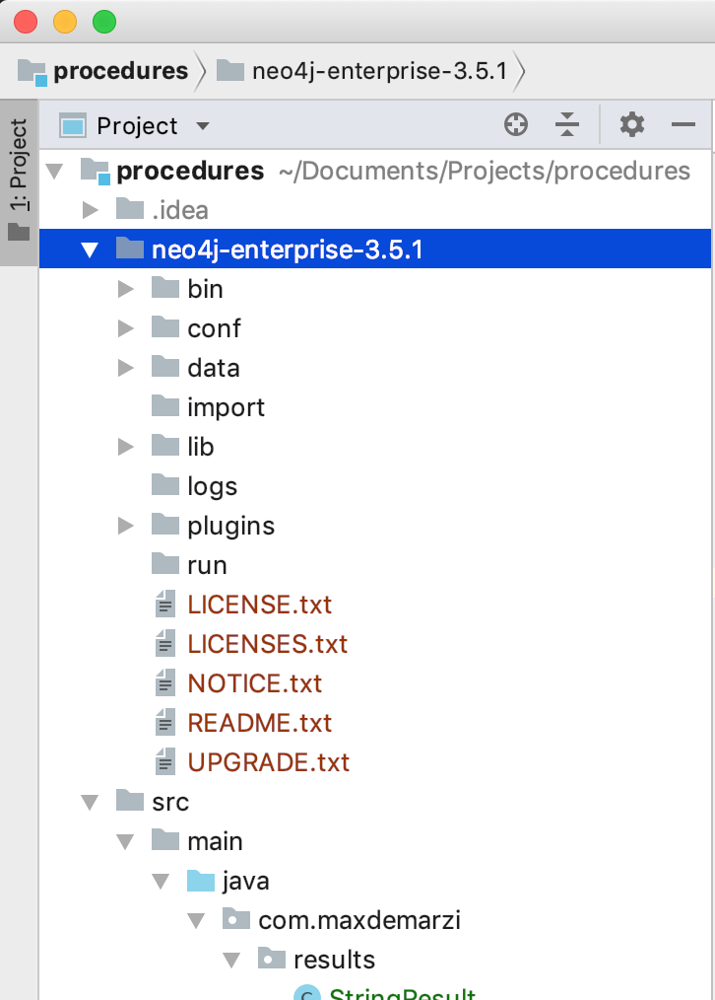 procedures neo4j-enterprise-3.5.1
1: Project
Project
procedures ~/Documents/Projects/procedures
.idea
neo4j-enterprise-3.5.1
bin
conf
data
import
lib
logs
plugins
run
LICENSE.txt
LICENSES.txt
NOTICE.txt
README.txt
UPGRADE.txt
src
main
java
com.maxdemarzi
results
C StringResult